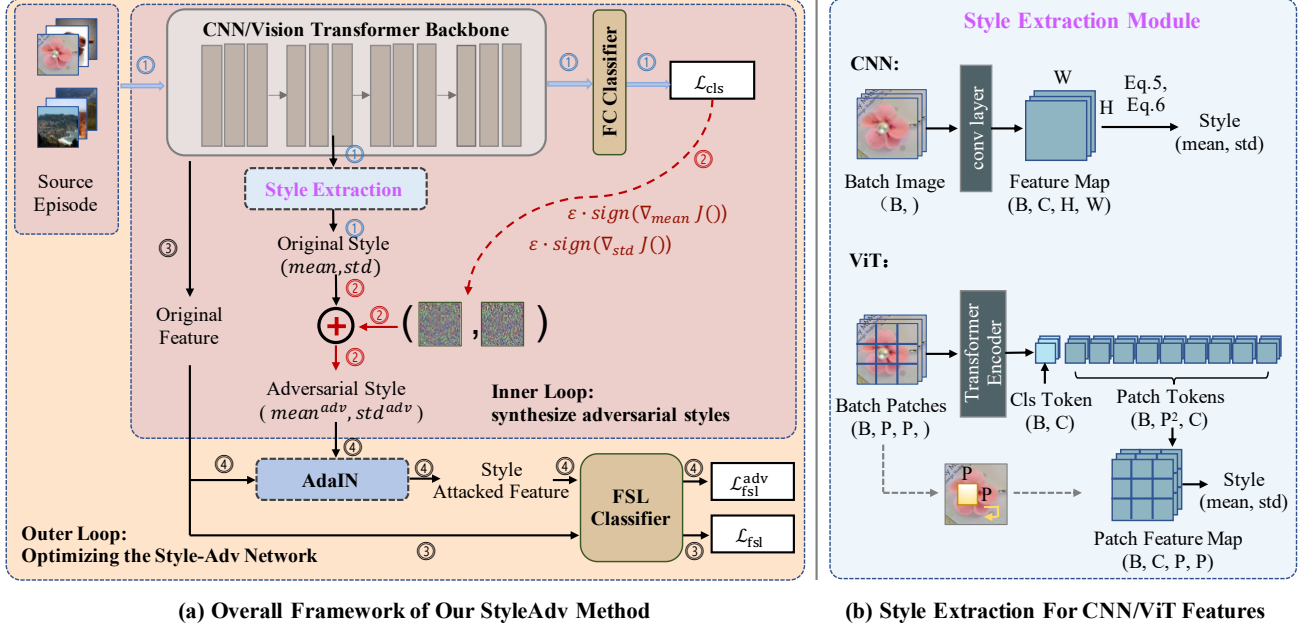 CNN/Vision Transformer Backbone
①
①
FC Classifier
①
ℒcls
①
②
Source
Episode
Style Extraction
①
ε · sign(∇mean J())
ε · sign(∇std J())
③
Original Style
(mean, std)
②
Original
Feature
+
②
( , )
②
Adversarial Style
(meanᵃᵈᵛ, stdᵃᵈᵛ)
Inner Loop:
synthesize adversarial styles
④
④
AdaIN
④
Style
Attacked Feature
④
FSL
Classifier
④
ℒfslᵃᵈᵛ
③
③
ℒfsl
Outer Loop:
Optimizing the Style-Adv Network
(a) Overall Framework of Our StyleAdv Method
Style Extraction Module
CNN:
conv layer
W
H
Eq.5,
Eq.6
Style
(mean, std)
Batch Image
(B, )
Feature Map
(B, C, H, W)
ViT:
Transformer
Encoder
Batch Patches
(B, P, P, )
Cls Token
(B, C)
Patch Tokens
(B, P², C)
P
P
Style
(mean, std)
Patch Feature Map
(B, C, P, P)
(b) Style Extraction For CNN/ViT Features